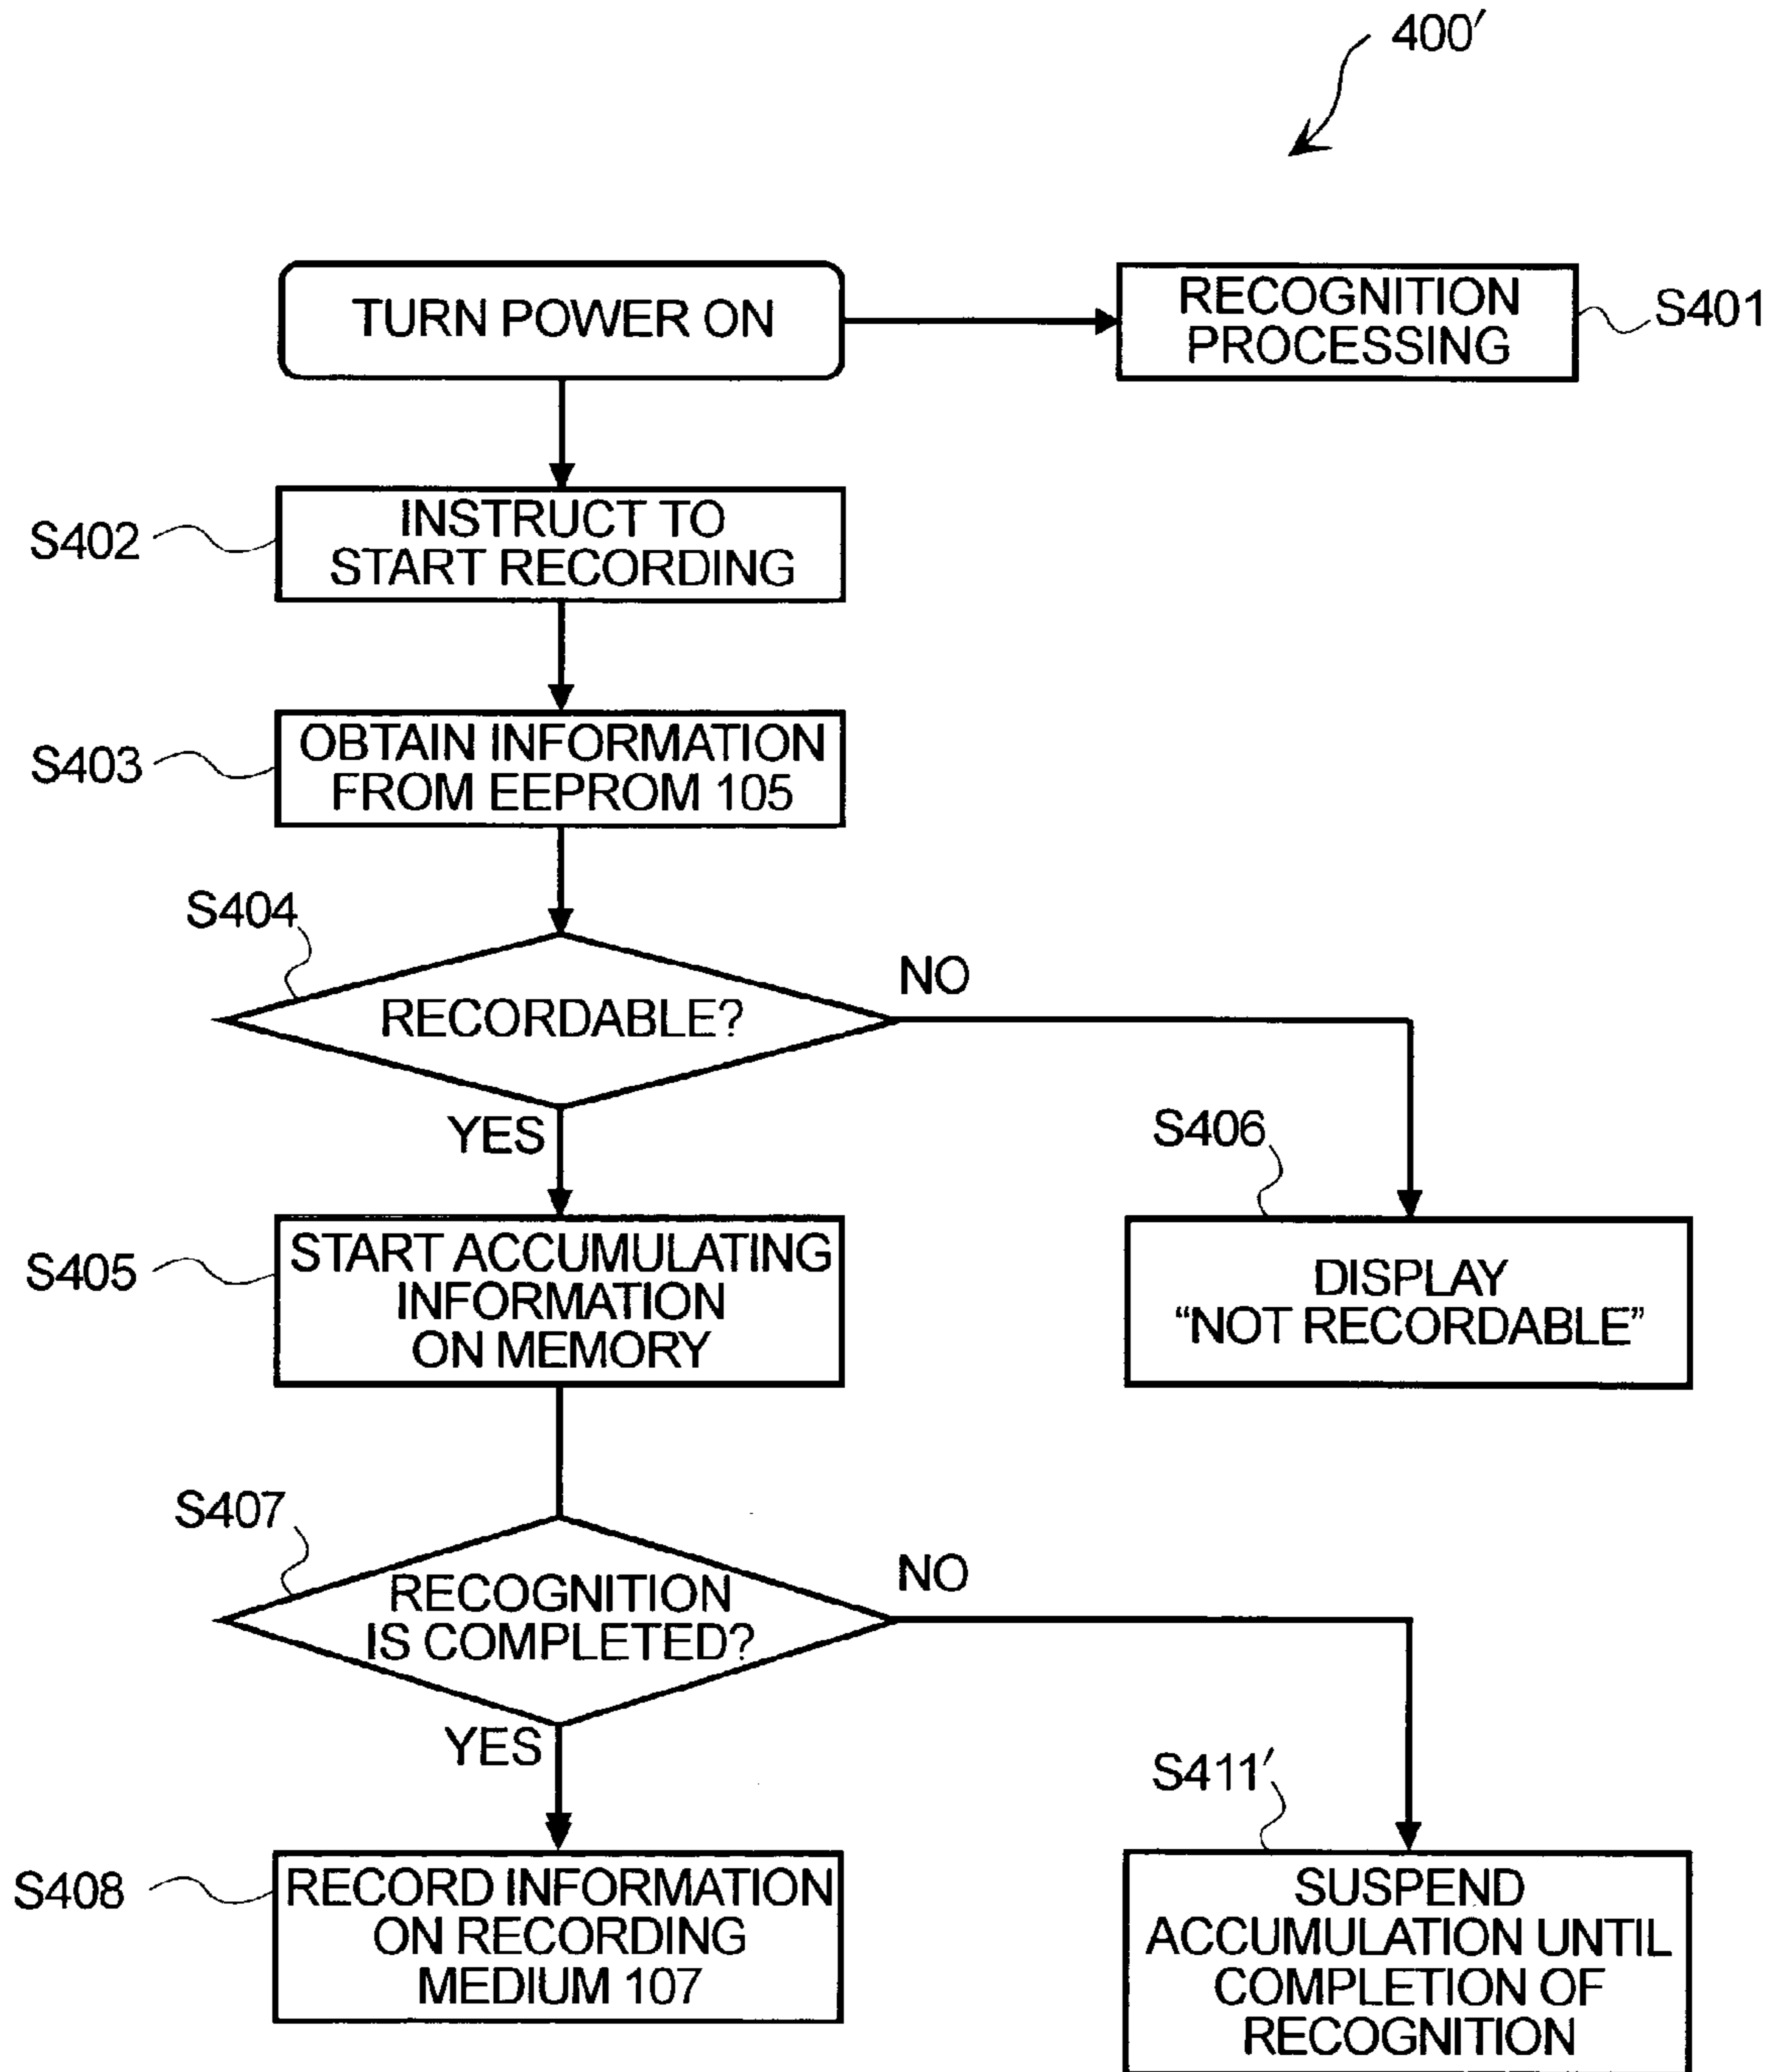 400′
TURN POWER ON
RECOGNITION
PROCESSING
S401
S402
INSTRUCT TO
START RECORDING
S403
OBTAIN INFORMATION
FROM EEPROM 105
S404
RECORDABLE?
NO
YES
S405
START ACCUMULATING
INFORMATION
ON MEMORY
S406
DISPLAY
“NOT RECORDABLE”
S407
RECOGNITION
IS COMPLETED?
NO
YES
S408
RECORD INFORMATION
ON RECORDING
MEDIUM 107
S411′
SUSPEND
ACCUMULATION UNTIL
COMPLETION OF
RECOGNITION